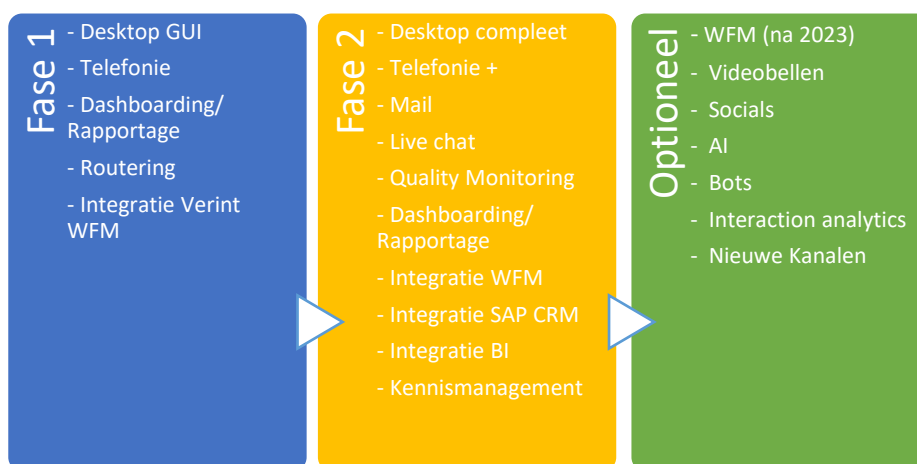 Fase 1
- Desktop GUI
- Telefonie
- Dashboarding/
Rapportage
- Routering
- Integratie Verint
WFM
Fase 2
- Desktop compleet
- Telefonie +
- Mail
- Live chat
- Quality Monitoring
- Dashboarding/
Rapportage
- Integratie WFM
- Integratie SAP CRM
- Integratie BI
- Kennismanagement
Optioneel
- WFM (na 2023)
- Videobellen
- Socials
- AI
- Bots
- Interaction analytics
- Nieuwe Kanalen